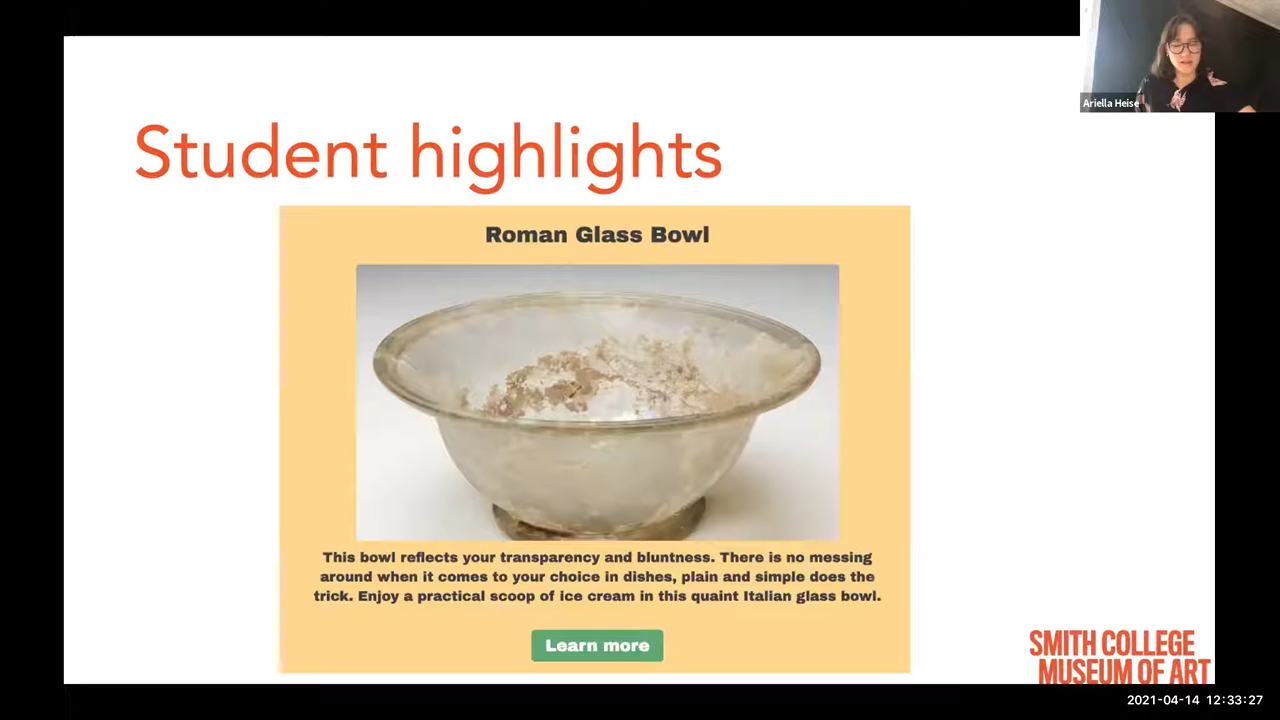 Ariella Heise
Student highlights
Roman Glass Bowl
This bowl reflects your transparency and bluntness. There is no messing
around when it comes to your choice in dishes, plain and simple does the
trick. Enjoy a practical scoop of ice cream in this quaint Italian glass bowl.
Learn more
SMITH COLLEGE
MUSEUM OF ART
2021-04-14 12:33:27